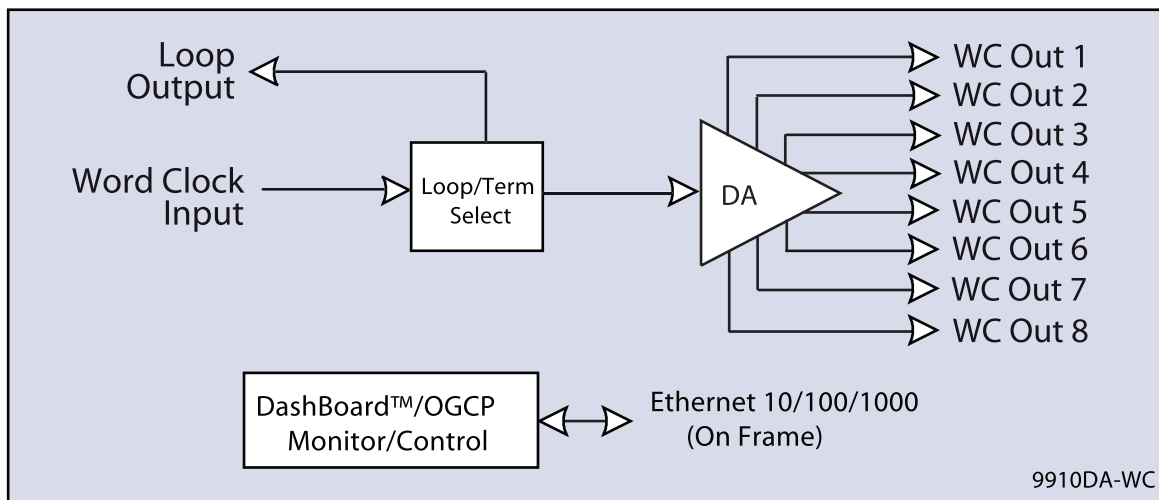 Loop
Output
Word Clock
Input
Loop/Term
Select
DA
WC Out 1
WC Out 2
WC Out 3
WC Out 4
WC Out 5
WC Out 6
WC Out 7
WC Out 8
DashBoard™/OGCP
Monitor/Control
Ethernet 10/100/1000
(On Frame)
9910DA-WC